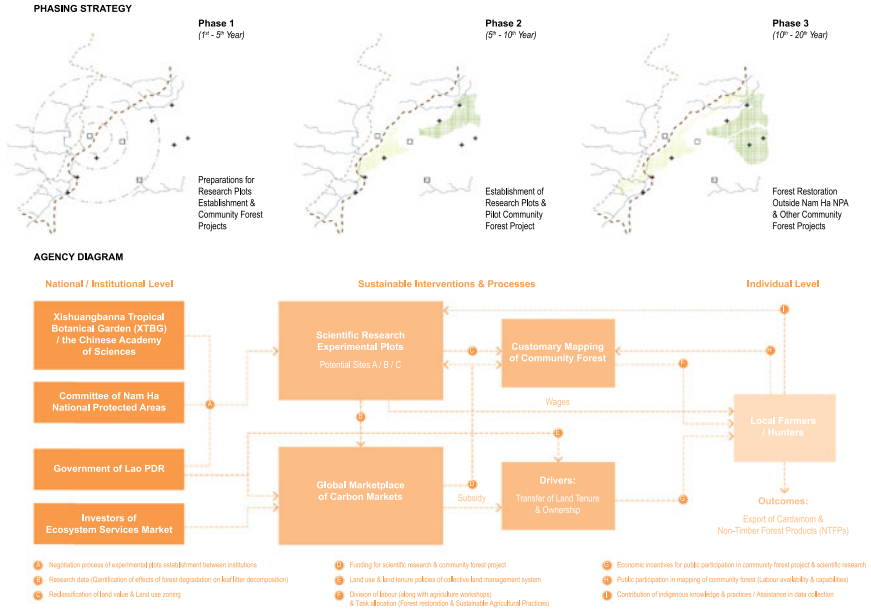 PHASING STRATEGY
Phase 1
(1st - 5th Year)
Preparations for
Research Plots
Establishment &
Community Forest
Projects
Phase 2
(5th - 10th Year)
Establishment of
Research Plots &
Pilot Community
Forest Project
Phase 3
(10th - 20th Year)
Forest Restoration
Outside Nam Ha NPA
& Other Community
Forest Projects
AGENCY DIAGRAM
National / Institutional Level
Sustainable Interventions & Processes
Individual Level
Xishuangbanna Tropical
Botanical Garden (XTBG)
/ the Chinese Academy
of Sciences
Committee of Nam Ha
National Protected Areas
Government of Lao PDR
Investors of
Ecosystem Services Market
A
Scientific Research
Experimental Plots
Potential Sites A / B / C
B
Global Marketplace
of Carbon Markets
C
Customary Mapping
of Community Forest
Wages
E
D
Subsidy
Drivers:
Transfer of Land Tenure
& Ownership
I
H
F
G
Local Farmers
/ Hunters
Outcomes:
Export of Cardamom &
Non-Timber Forest Products (NTFPs)
A Negotiation process of experimental plots establishment between institutions
B Research data (Qantification of effects of forest degradation on leaf litter decomposition)
C Reclassification of land value & Land use zoning
D Funding for scientific research & community forest project
E Land use & land tenure policies of collective land management system
F Division of labour (along with agriculture workshops)
& Task allocation (Forest restoration & Sustainable Agricultural Practices)
G Economic incentives for public participation in community forest project & scientific research
H Public participation in mapping of community forest (Labour availability & capabilities)
I Contribution of indigenous knowledge & practices / Assistance in data collection